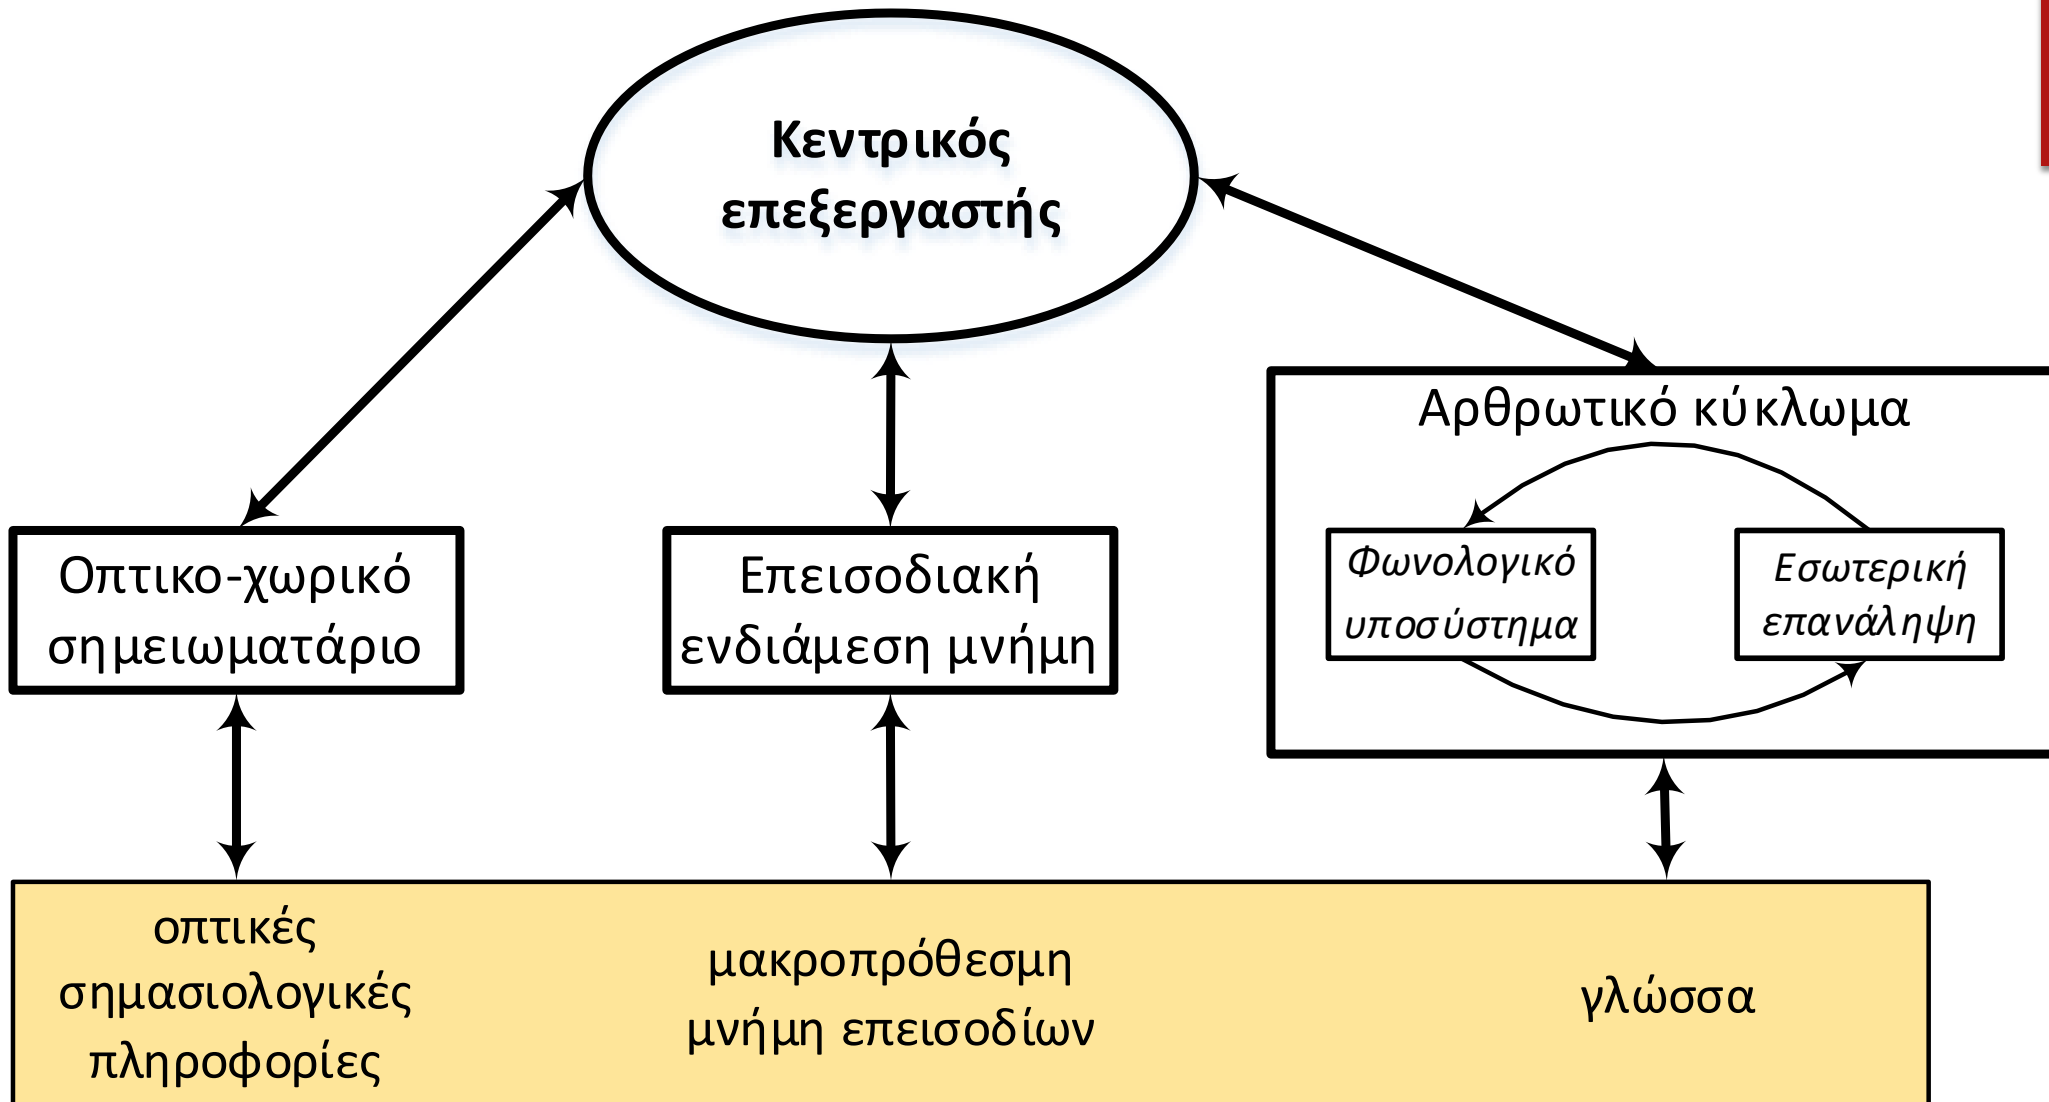 Κεντρικός
επεξεργαστής
Αρθρωτικό κύκλωμα
Οπτικο-χωρικό
σημειωματάριο
Επεισοδιακή
ενδιάμεση μνήμη
Φωνολογικό
υποσύστημα
Εσωτερική
επανάληψη
οπτικές
σημασιολογικές
πληροφορίες
μακροπρόθεσμη
μνήμη επεισοδίων
γλώσσα